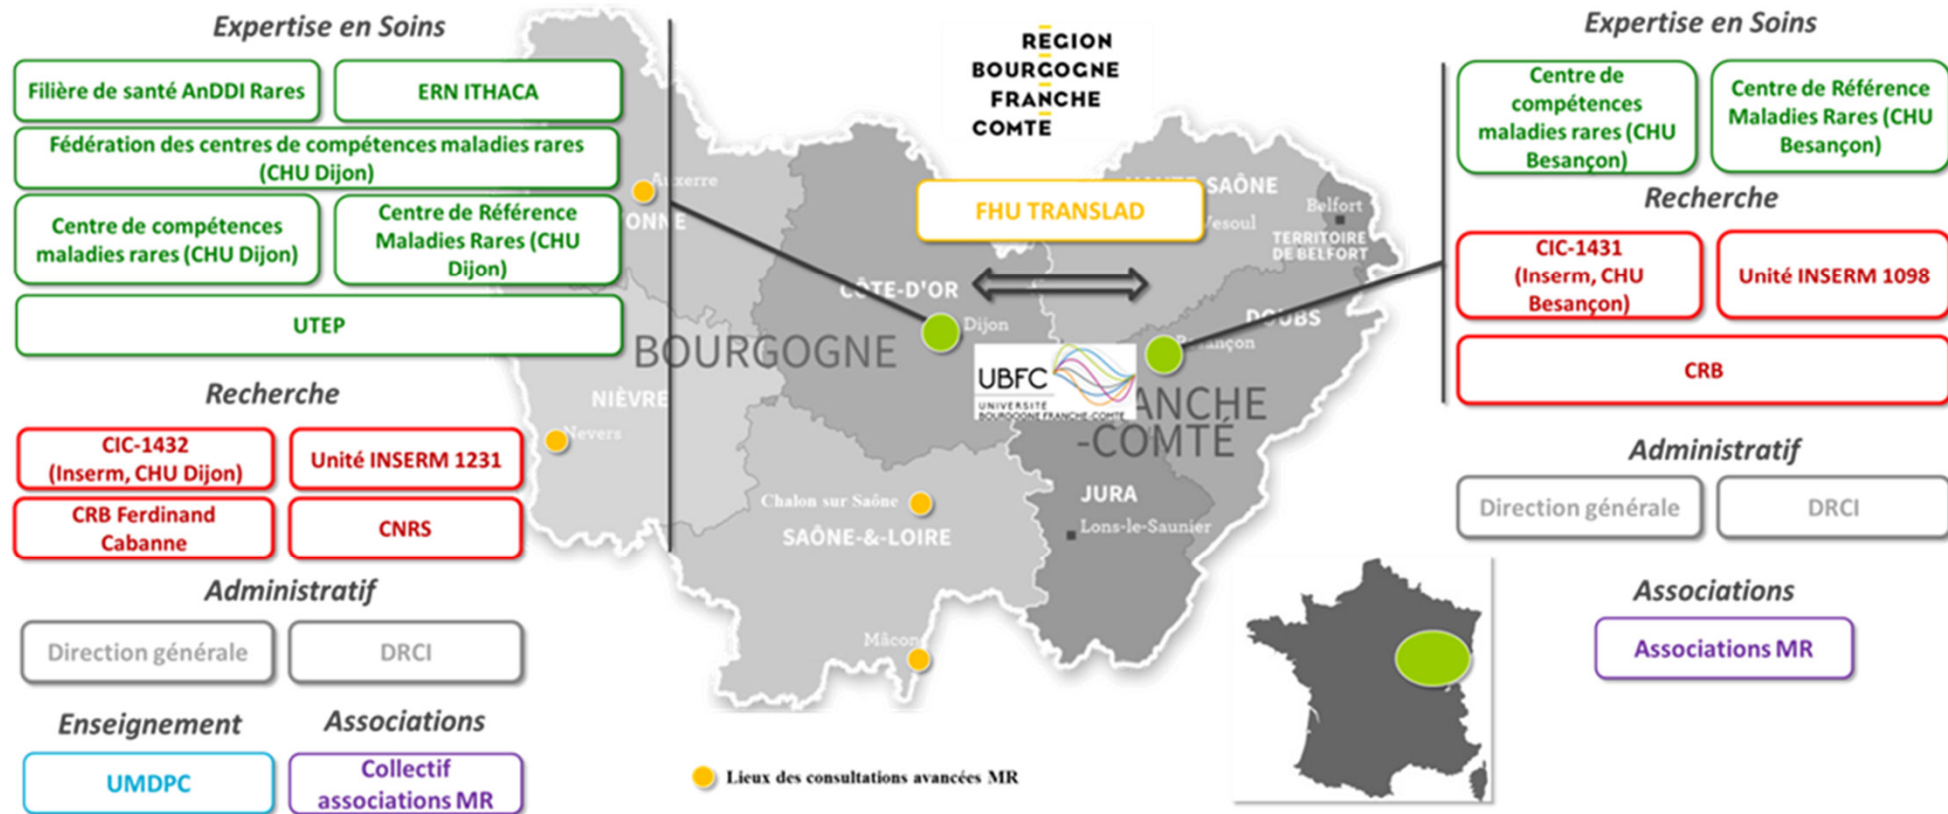 Expertise en Soins
Filière de santé AnDDI Rares
ERN ITHACA
Fédération des centres de compétences maladies rares
(CHU Dijon)
Centre de compétences
maladies rares (CHU Dijon)
Centre de Référence
Maladies Rares (CHU
Dijon)
UTEP
Recherche
CIC-1432
(Inserm, CHU Dijon)
Unité INSERM 1231
CRB Ferdinand
Cabanne
CNRS
Administratif
Direction générale
DRCI
Enseignement
UMDPC
Associations
Collectif
associations MR
REGION
BOURGOGNE
FRANCHE
COMTE
FHU TRANSLAD
Auxerre
ONNE
CÔTE-D'OR
Dijon
BOURGOGNE
NIÈVRE
Nevers
Chalon sur Saône
SAÔNE-&-LOIRE
Mâcon
SAÔNE
Vesoul
Belfort
TERRITOIRE
DE BELFORT
DOUBS
UBFC
UNIVERSITÉ
BOURGOGNE FRANCHE-COMTÉ
ANCHE
-COMTÉ
JURA
Lons-le-Saunier
Lieux des consultations avancées MR
Expertise en Soins
Centre de
compétences
maladies rares (CHU
Besançon)
Centre de Référence
Maladies Rares (CHU
Besançon)
Recherche
CIC-1431
(Inserm, CHU
Besançon)
Unité INSERM 1098
CRB
Administratif
Direction générale
DRCI
Associations
Associations MR